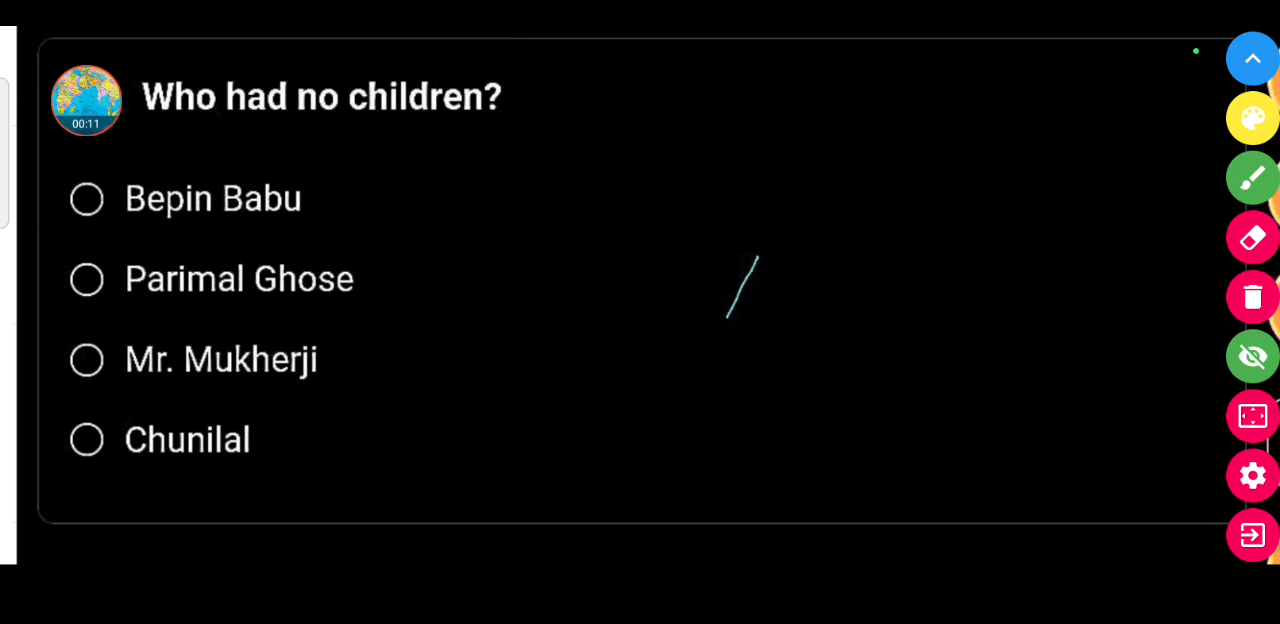 Who had no children?
00:11
Bepin Babu
Parimal Ghose
Mr. Mukherji
Chunilal